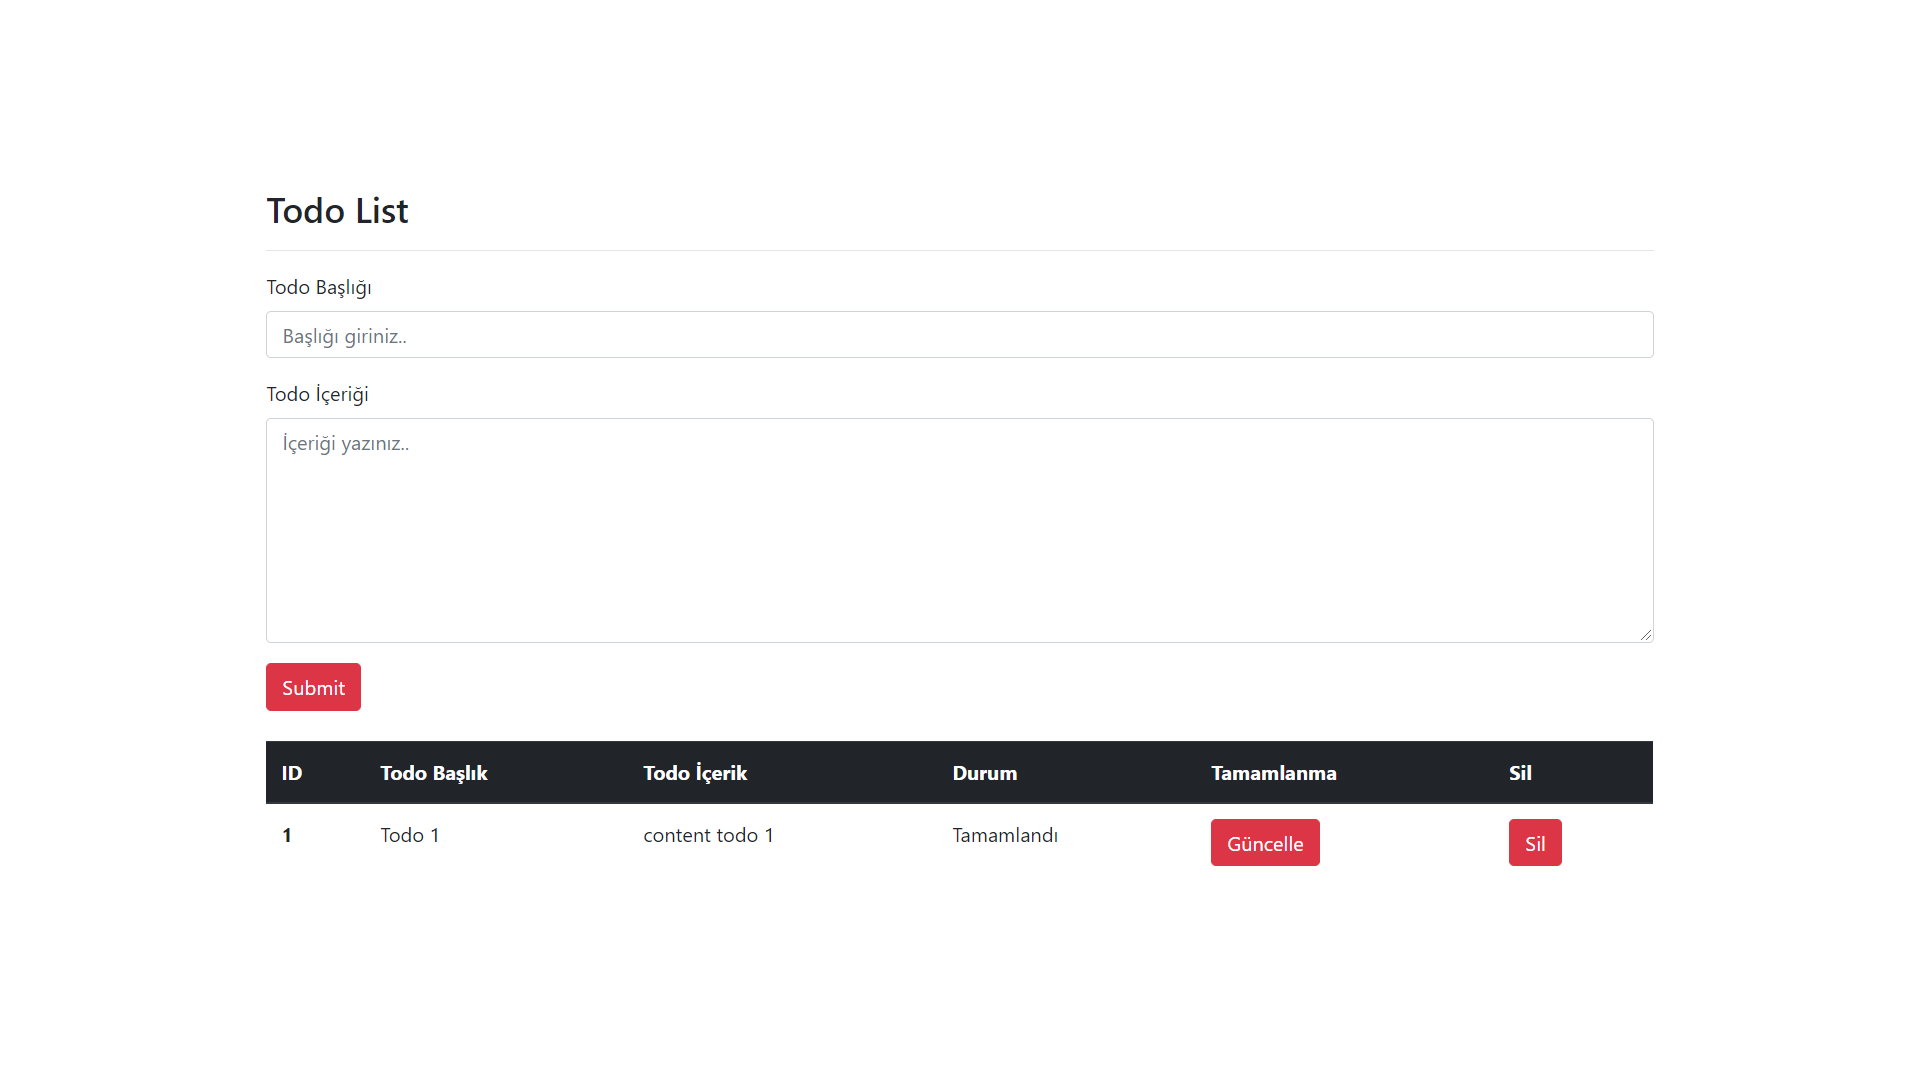 Todo List
Todo Başlığı
Başlığı giriniz..
Todo İçeriği
İçeriği yazınız..
Submit
ID Todo Başlık Todo İçerik Durum Tamamlanma Sil
1 Todo 1 content todo 1 Tamamlandı Güncelle Sil